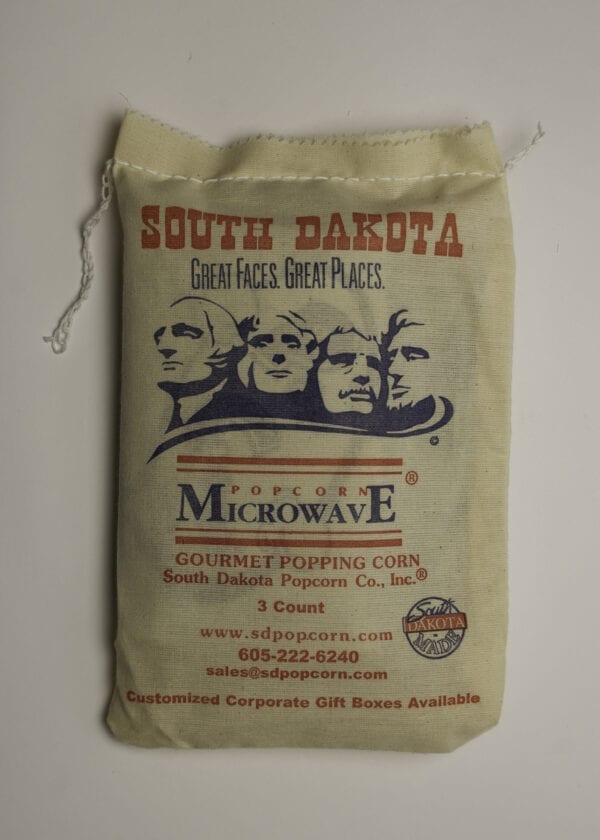 SOUTH DAKOTA
GREAT FACES. GREAT PLACES.
©
POPCORN ®
MICROWAVE
GOURMET POPPING CORN
South Dakota Popcorn Co., Inc.®
3 Count
www.sdpopcorn.com
605-222-6240
sales@sdpopcorn.com
South
DAKOTA
MADE
Customized Corporate Gift Boxes Available